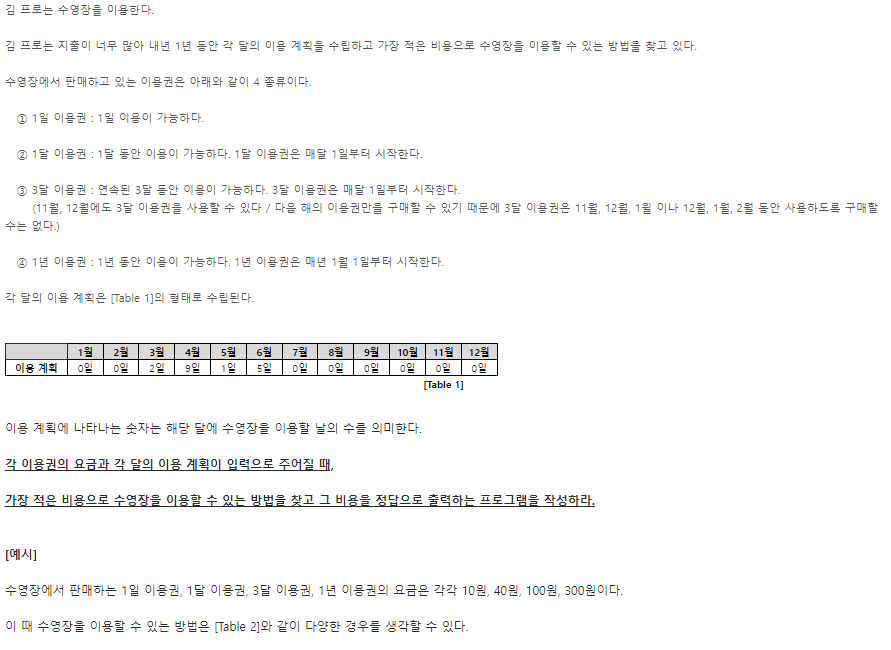 김 프로는 수영장을 이용한다.
김 프로는 지출이 너무 많아 내년 1년 동안 각 달의 이용 계획을 수립하고 가장 적은 비용으로 수영장을 이용할 수 있는 방법을 찾고 있다.
수영장에서 판매하고 있는 이용권은 아래와 같이 4 종류이다.
① 1일 이용권 : 1일 이용이 가능하다.
② 1달 이용권 : 1달 동안 이용이 가능하다. 1달 이용권은 매달 1일부터 시작한다.
③ 3달 이용권 : 연속된 3달 동안 이용이 가능하다. 3달 이용권은 매달 1일부터 시작한다.
(11월, 12월에도 3달 이용권을 사용할 수 있다 / 다음 해의 이용권만을 구매할 수 있기 때문에 3달 이용권은 11월, 12월, 1월 이나 12월, 1월, 2월 동안 사용하도록 구매할
수는 없다.)
④ 1년 이용권 : 1년 동안 이용이 가능하다. 1년 이용권은 매년 1월 1일부터 시작한다.
각 달의 이용 계획은 [Table 1]의 형태로 수립된다.
1월 2월 3월 4월 5월 6월 7월 8월 9월 10월 11월 12월
이용 계획 0일 0일 2일 9일 1일 5일 0일 0일 0일 0일 0일 0일
[Table 1]
이용 계획에 나타나는 숫자는 해당 달에 수영장을 이용할 날의 수를 의미한다.
각 이용권의 요금과 각 달의 이용 계획이 입력으로 주어질 때,
가장 적은 비용으로 수영장을 이용할 수 있는 방법을 찾고 그 비용을 정답으로 출력하는 프로그램을 작성하라.
[예시]
수영장에서 판매하는 1일 이용권, 1달 이용권, 3달 이용권, 1년 이용권의 요금은 각각 10원, 40원, 100원, 300원이다.
이 때 수영장을 이용할 수 있는 방법은 [Table 2]와 같이 다양한 경우를 생각할 수 있다.